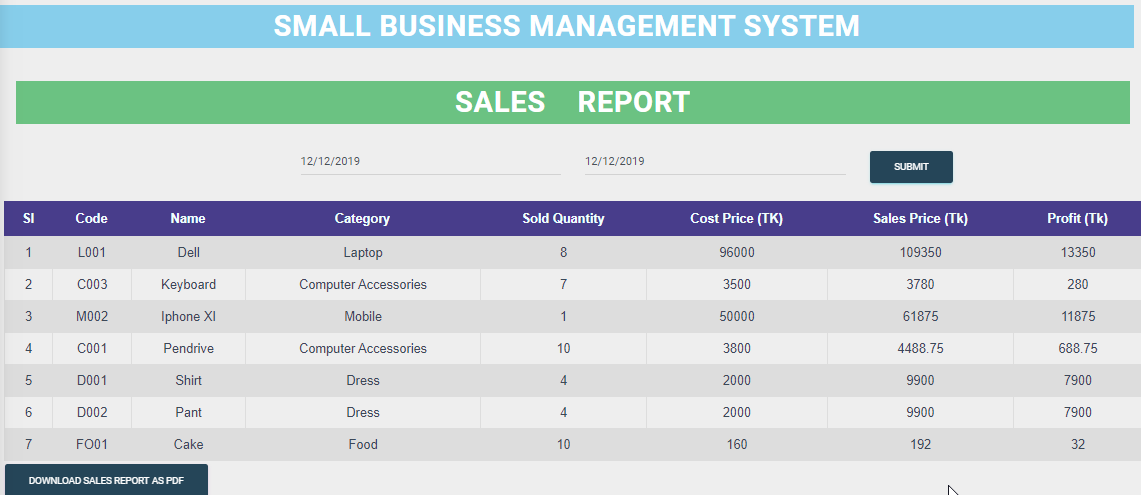 SMALL BUSINESS MANAGEMENT SYSTEM
SALES REPORT
12/12/2019 12/12/2019 SUBMIT
Sl Code Name Category Sold Quantity Cost Price (TK) Sales Price (Tk) Profit (Tk)
1 L001 Dell Laptop 8 96000 109350 13350
2 C003 Keyboard Computer Accessories 7 3500 3780 280
3 M002 Iphone XI Mobile 1 50000 61875 11875
4 C001 Pendrive Computer Accessories 10 3800 4488.75 688.75
5 D001 Shirt Dress 4 2000 9900 7900
6 D002 Pant Dress 4 2000 9900 7900
7 FO01 Cake Food 10 160 192 32
DOWNLOAD SALES REPORT AS PDF